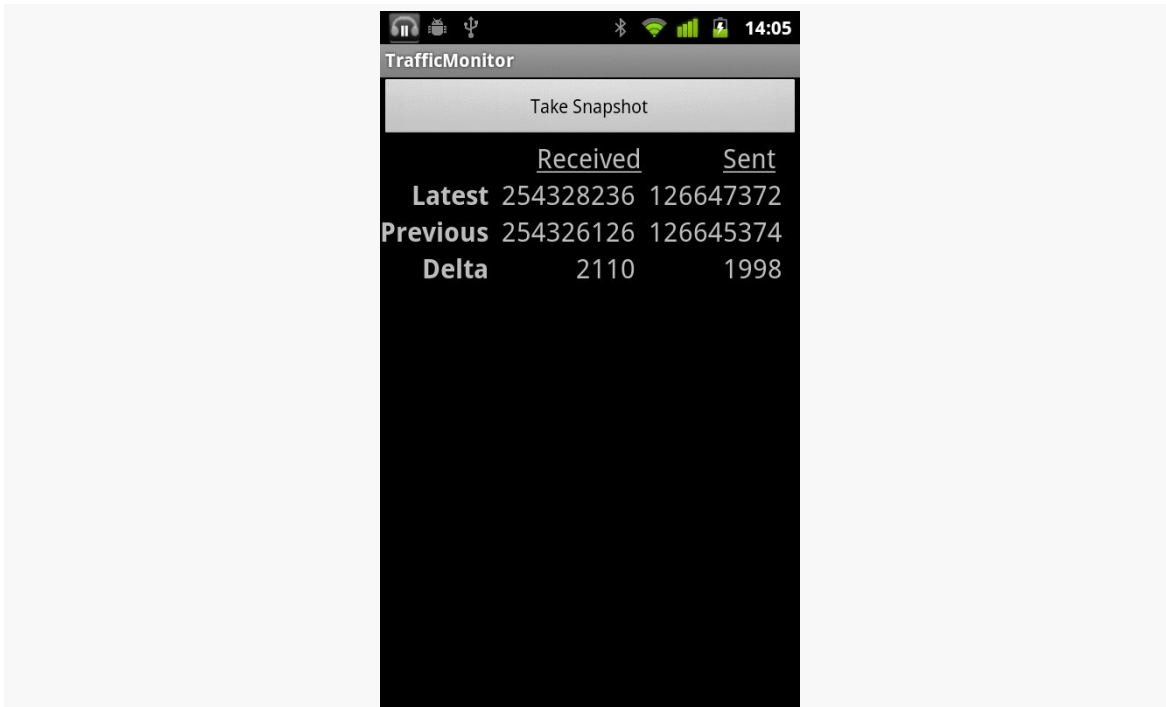 14:05
TrafficMonitor
Take Snapshot
Received Sent
Latest 254328236 126647372
Previous 254326126 126645374
Delta 2110 1998